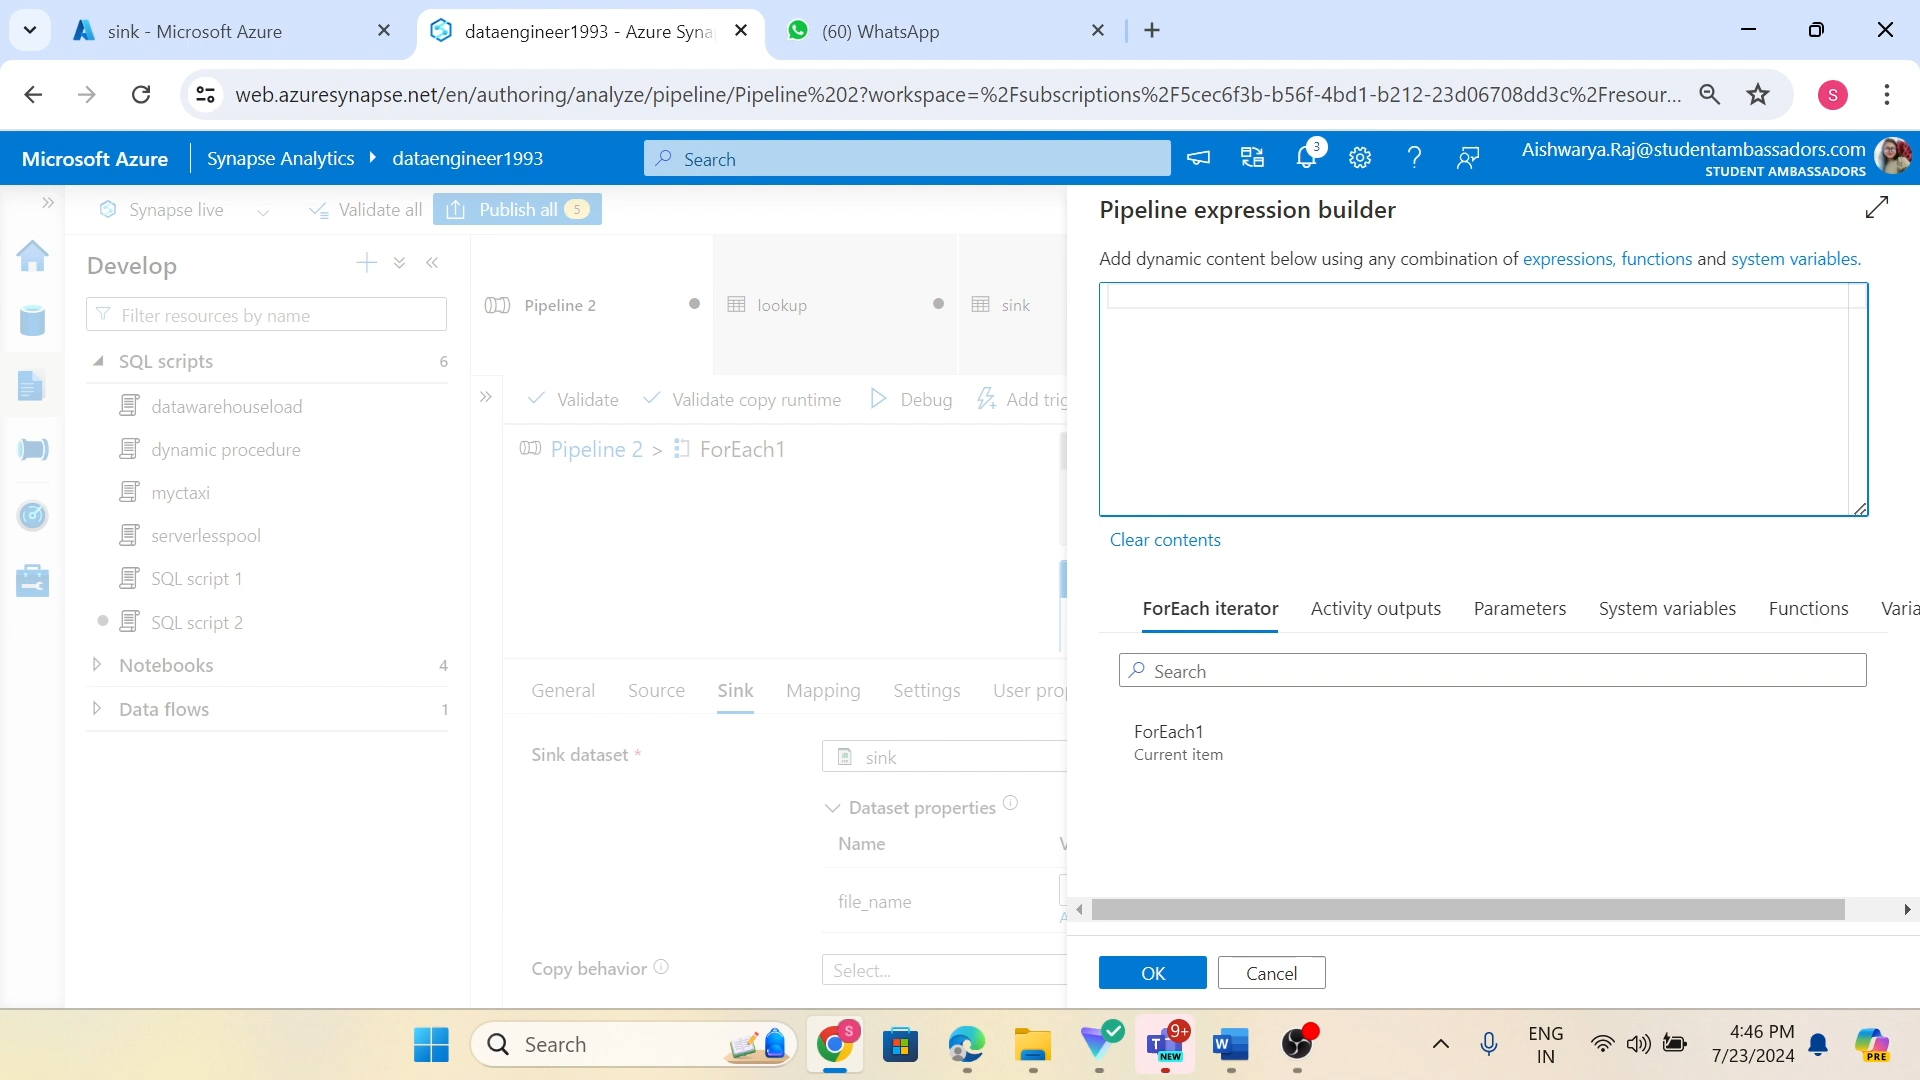 sink - Microsoft Azure
dataengineer1993 - Azure Syna
(60) WhatsApp
web.azuresynapse.net/en/authoring/analyze/pipeline/Pipeline%202?workspace=%2Fsubscriptions%2F5cec6f3b-b56f-4bd1-b212-23d06708dd3c%2Fresour...
S
Microsoft Azure
Synapse Analytics
dataengineer1993
Search
3
Aishwarya.Raj@studentambassadors.com
STUDENT AMBASSADORS
Synapse live
Validate all
Publish all
5
Pipeline expression builder
Add dynamic content below using any combination of expressions, functions and system variables.
Develop
Filter resources by name
SQL scripts
6
datawarehouseload
dynamic procedure
myctaxi
serverlesspool
SQL script 1
SQL script 2
Notebooks
4
Data flows
1
Pipeline 2
lookup
sink
Validate
Validate copy runtime
Debug
Add trig
Pipeline 2 > ForEach1
General
Source
Sink
Mapping
Settings
User prop
Sink dataset *
sink
Dataset properties
Name
V
file_name
A
Copy behavior
Select...
Clear contents
ForEach iterator
Activity outputs
Parameters
System variables
Functions
Varia
Search
ForEach1
Current item
OK
Cancel
Search
S
9+
NEW
ENG
IN
4:46 PM
7/23/2024
PRE